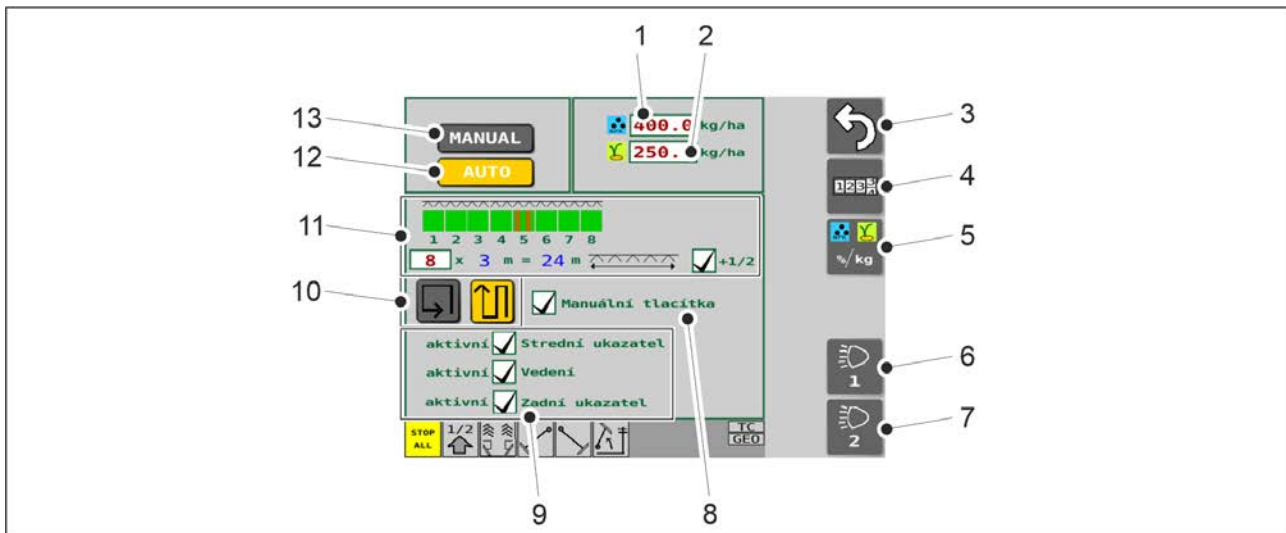 1 2
13 MANUAL 400.0 kg/ha 3
12 AUTO 250. kg/ha
1233 4
11 1 2 3 4 5 6 7 8 %/kg 5
8 x 3 m = 24 m +1/2
10 Manuální tlacítka
aktivní Strední ukazatel 1 6
aktivní Vedení
aktivní Zadní ukazatel 2 7
STOP ALL 1/2 TC GEO
9 8